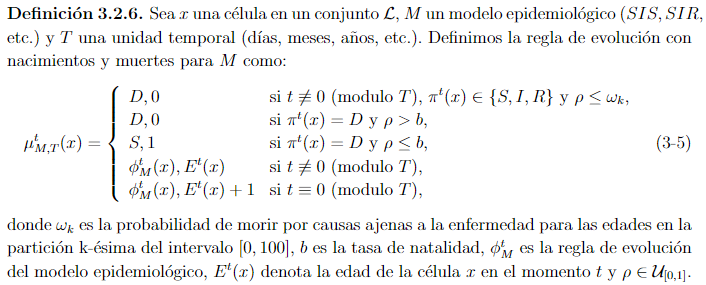 Definición 3.2.6. Sea x una célula en un conjunto ℒ, M un modelo epidemiológico (SIS, SIR,
etc.) y T una unidad temporal (días, meses, años, etc.). Definimos la regla de evolución con
nacimientos y muertes para M como:
D, 0 si t ≢ 0 (modulo T), π^t(x) ∈ {S, I, R} y ρ ≤ ω_k,
D, 0 si π^t(x) = D y ρ > b,
μ^t_{M,T}(x) = { S, 1 si π^t(x) = D y ρ ≤ b, (3-5)
ϕ^t_M(x), E^t(x) si t ≢ 0 (modulo T),
ϕ^t_M(x), E^t(x) + 1 si t ≡ 0 (modulo T),
donde ω_k es la probabilidad de morir por causas ajenas a la enfermedad para las edades en la
partición k-ésima del intervalo [0, 100], b es la tasa de natalidad, ϕ^t_M es la regla de evolución
del modelo epidemiológico, E^t(x) denota la edad de la célula x en el momento t y ρ ∈ 𝒰_{[0,1]}.